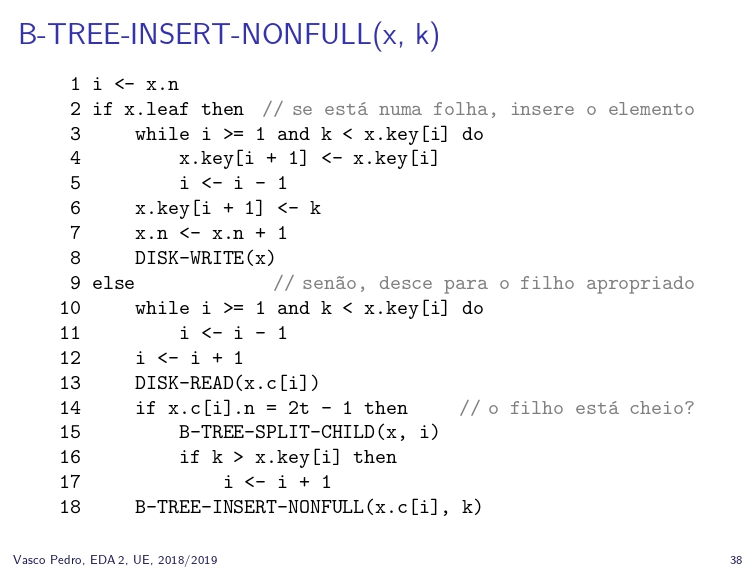 B-TREE-INSERT-NONFULL(x, k)
1 i <- x.n
2 if x.leaf then // se está numa folha, insere o elemento
3 while i >= 1 and k < x.key[i] do
4 x.key[i + 1] <- x.key[i]
5 i <- i - 1
6 x.key[i + 1] <- k
7 x.n <- x.n + 1
8 DISK-WRITE(x)
9 else // senão, desce para o filho apropriado
10 while i >= 1 and k < x.key[i] do
11 i <- i - 1
12 i <- i + 1
13 DISK-READ(x.c[i])
14 if x.c[i].n = 2t - 1 then // o filho está cheio?
15 B-TREE-SPLIT-CHILD(x, i)
16 if k > x.key[i] then
17 i <- i + 1
18 B-TREE-INSERT-NONFULL(x.c[i], k)
Vasco Pedro, EDA 2, UE, 2018/2019 38